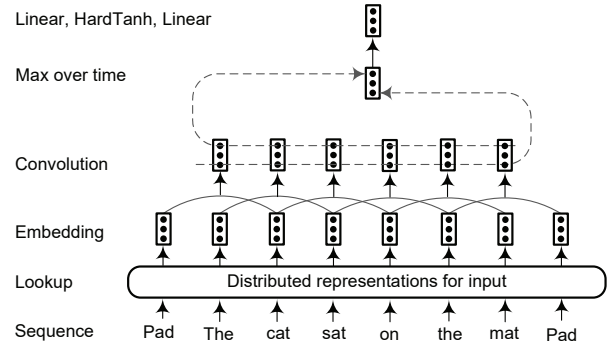 Linear, HardTanh, Linear
Max over time
Convolution
Embedding
Lookup Distributed representations for input
Sequence Pad The cat sat on the mat Pad